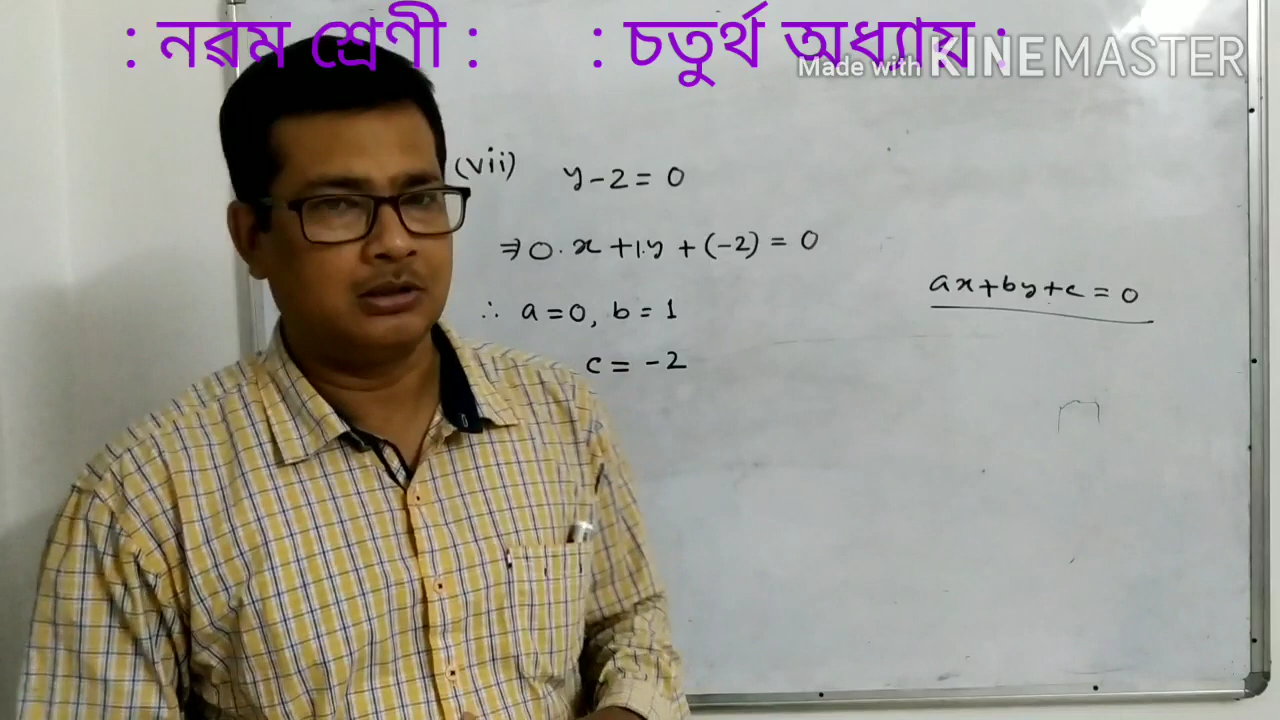 : নৱম শ্ৰেণী : : চতুৰ্থ অধ্যায় :
Made with KINEMASTER
(vii) y-2=0
⇒0.x+1.y+(-2)=0
ax+by+c=0
∴ a=0, b=1
c=-2